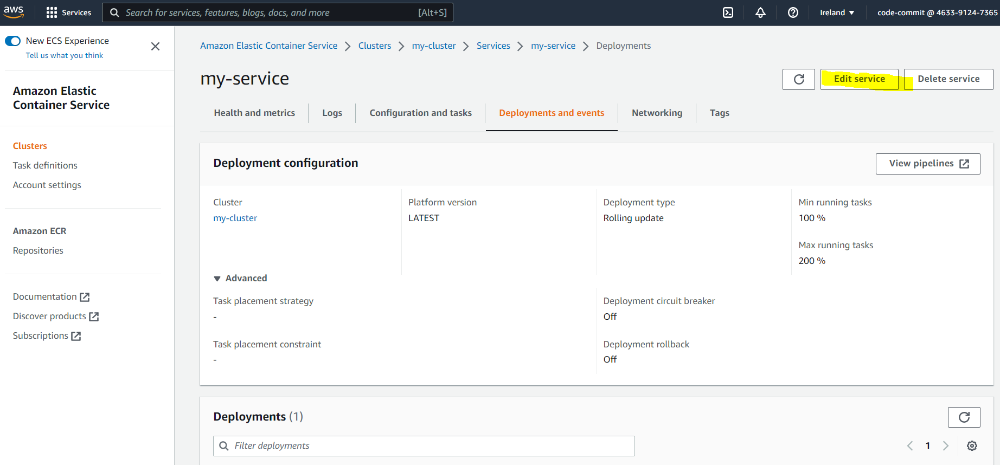 aws
Services
Search for services, features, blogs, docs, and more [Alt+S]
Ireland
code-commit @ 4633-9124-7365
New ECS Experience
Tell us what you think
Amazon Elastic
Container Service
Clusters
Task definitions
Account settings
Amazon ECR
Repositories
Documentation
Discover products
Subscriptions
Amazon Elastic Container Service Clusters my-cluster Services my-service Deployments
my-service
Edit service
Delete service
Health and metrics Logs Configuration and tasks Deployments and events Networking Tags
Deployment configuration
View pipelines
Cluster
my-cluster
Platform version
LATEST
Deployment type
Rolling update
Min running tasks
100 %
Max running tasks
200 %
Advanced
Task placement strategy
-
Task placement constraint
-
Deployment circuit breaker
Off
Deployment rollback
Off
Deployments (1)
Filter deployments
1